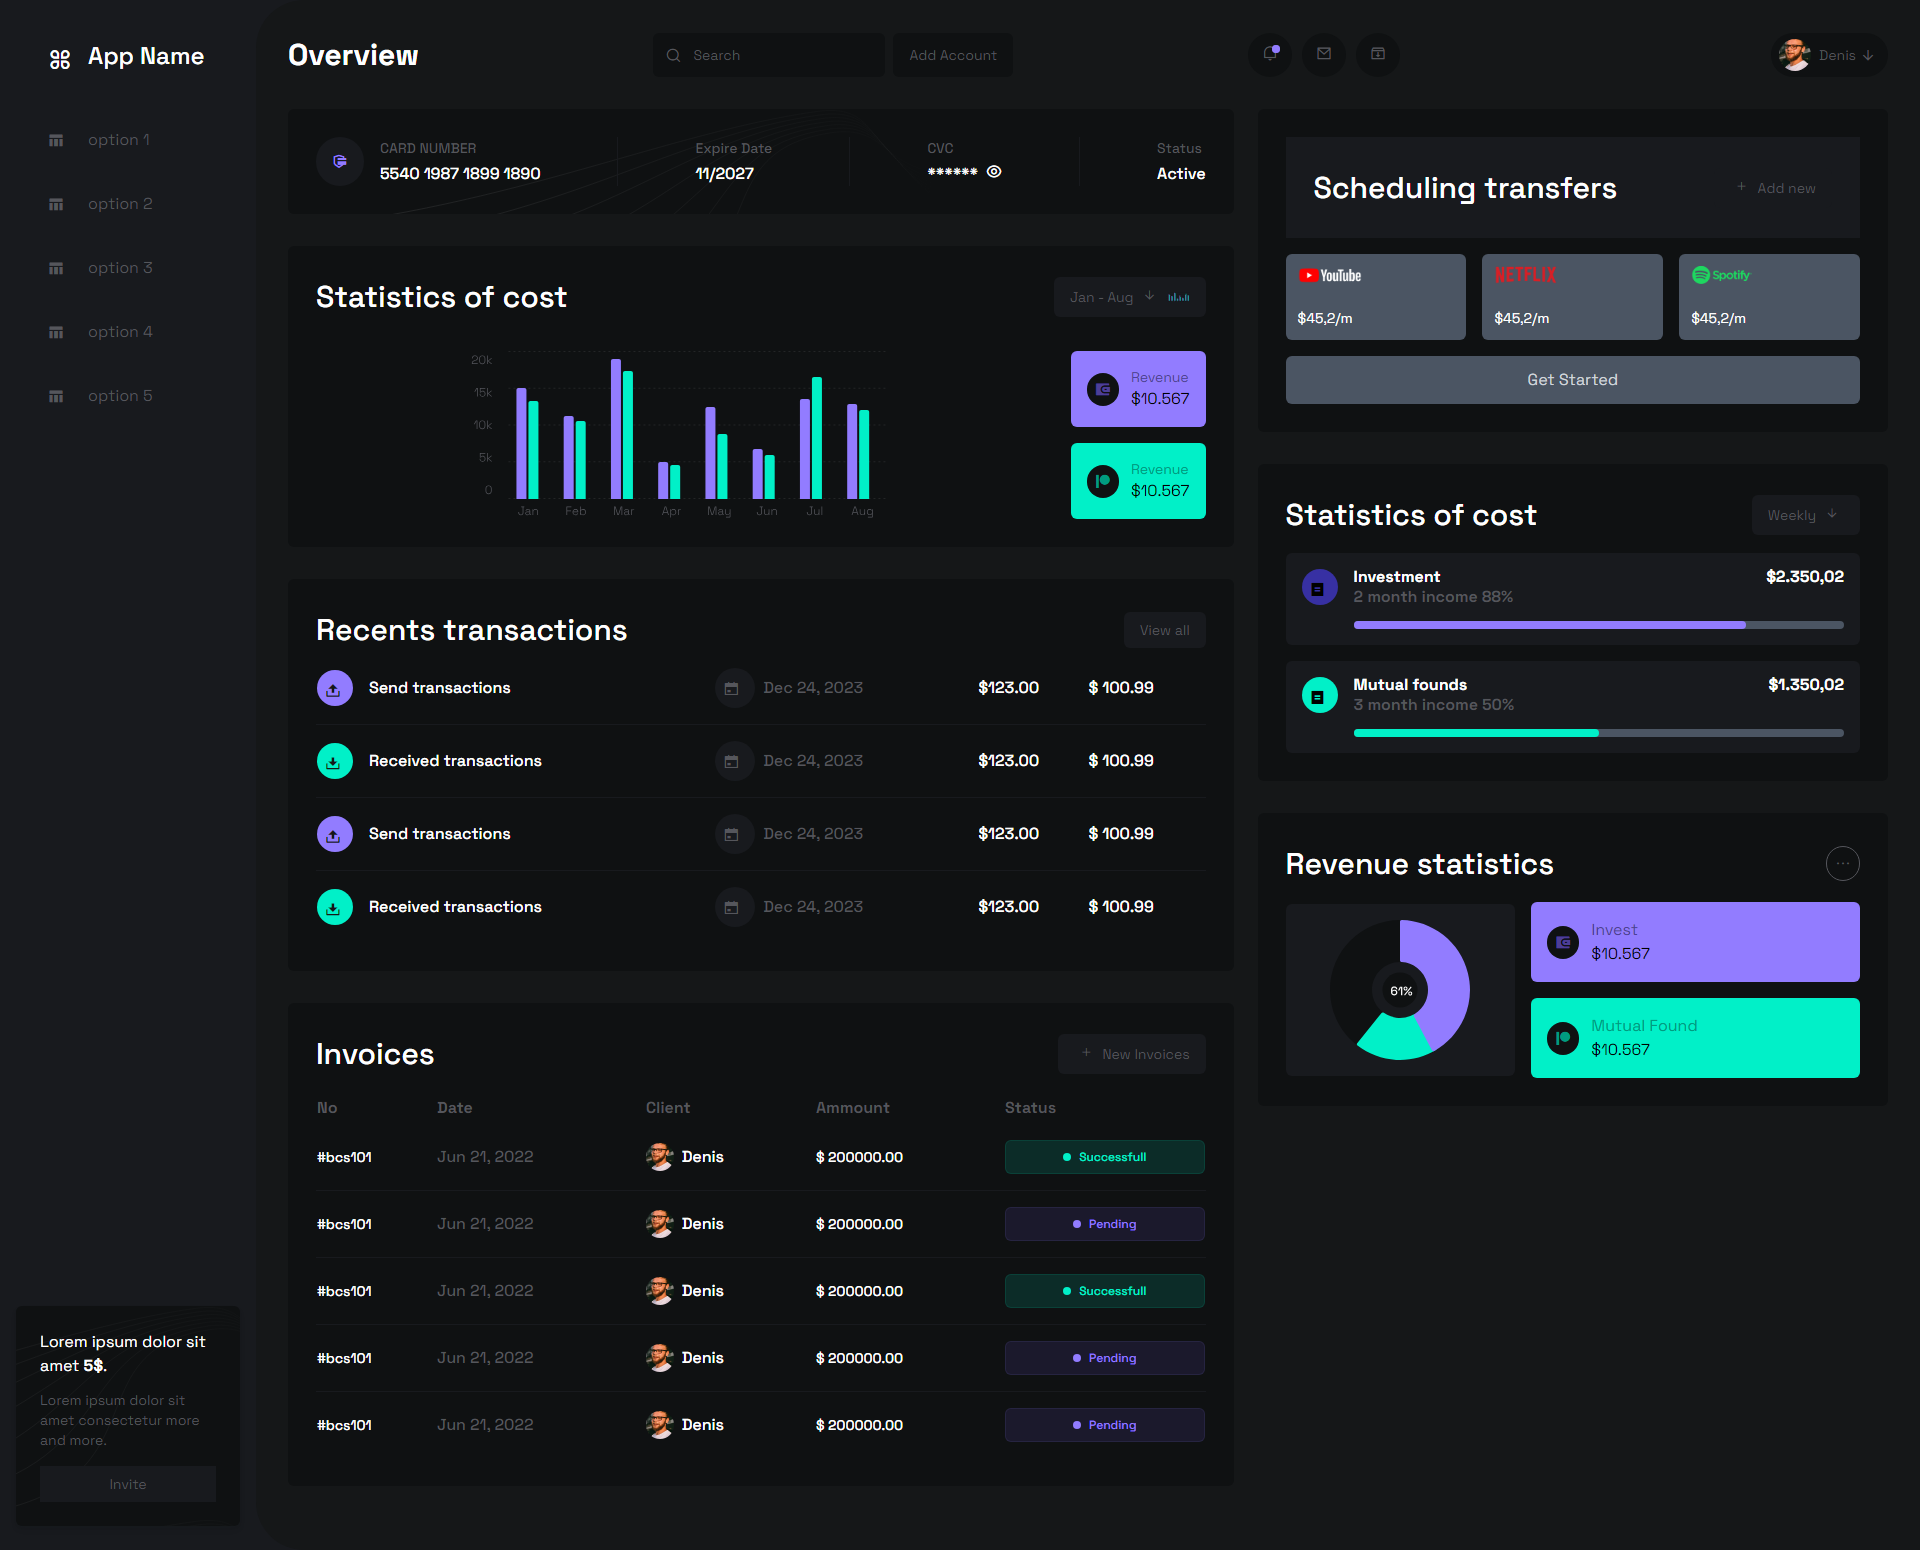 App Name
option 1
option 2
option 3
option 4
option 5
Lorem ipsum dolor sit
amet 5$.
Lorem ipsum dolor sit
amet consectetur more
and more.
Invite
Overview
Search
Add Account
Denis
CARD NUMBER
5540 1987 1899 1890
Expire Date
11/2027
CVC
******
Status
Active
Statistics of cost
Jan - Aug
20k
15k
10k
5k
0
Jan Feb Mar Apr May Jun Jul Aug
Revenue
$10.567
Revenue
$10.567
Recents transactions
View all
Send transactions Dec 24, 2023 $123.00 $ 100.99
Received transactions Dec 24, 2023 $123.00 $ 100.99
Send transactions Dec 24, 2023 $123.00 $ 100.99
Received transactions Dec 24, 2023 $123.00 $ 100.99
Invoices
+ New Invoices
No Date Client Ammount Status
#bcs101 Jun 21, 2022 Denis $ 200000.00 Successfull
#bcs101 Jun 21, 2022 Denis $ 200000.00 Pending
#bcs101 Jun 21, 2022 Denis $ 200000.00 Successfull
#bcs101 Jun 21, 2022 Denis $ 200000.00 Pending
#bcs101 Jun 21, 2022 Denis $ 200000.00 Pending
Scheduling transfers
+ Add new
YouTube
$45,2/m
NETFLIX
$45,2/m
Spotify
$45,2/m
Get Started
Statistics of cost
Weekly
Investment $2.350,02
2 month income 88%
Mutual founds $1.350,02
3 month income 50%
Revenue statistics
61%
Invest
$10.567
Mutual Found
$10.567